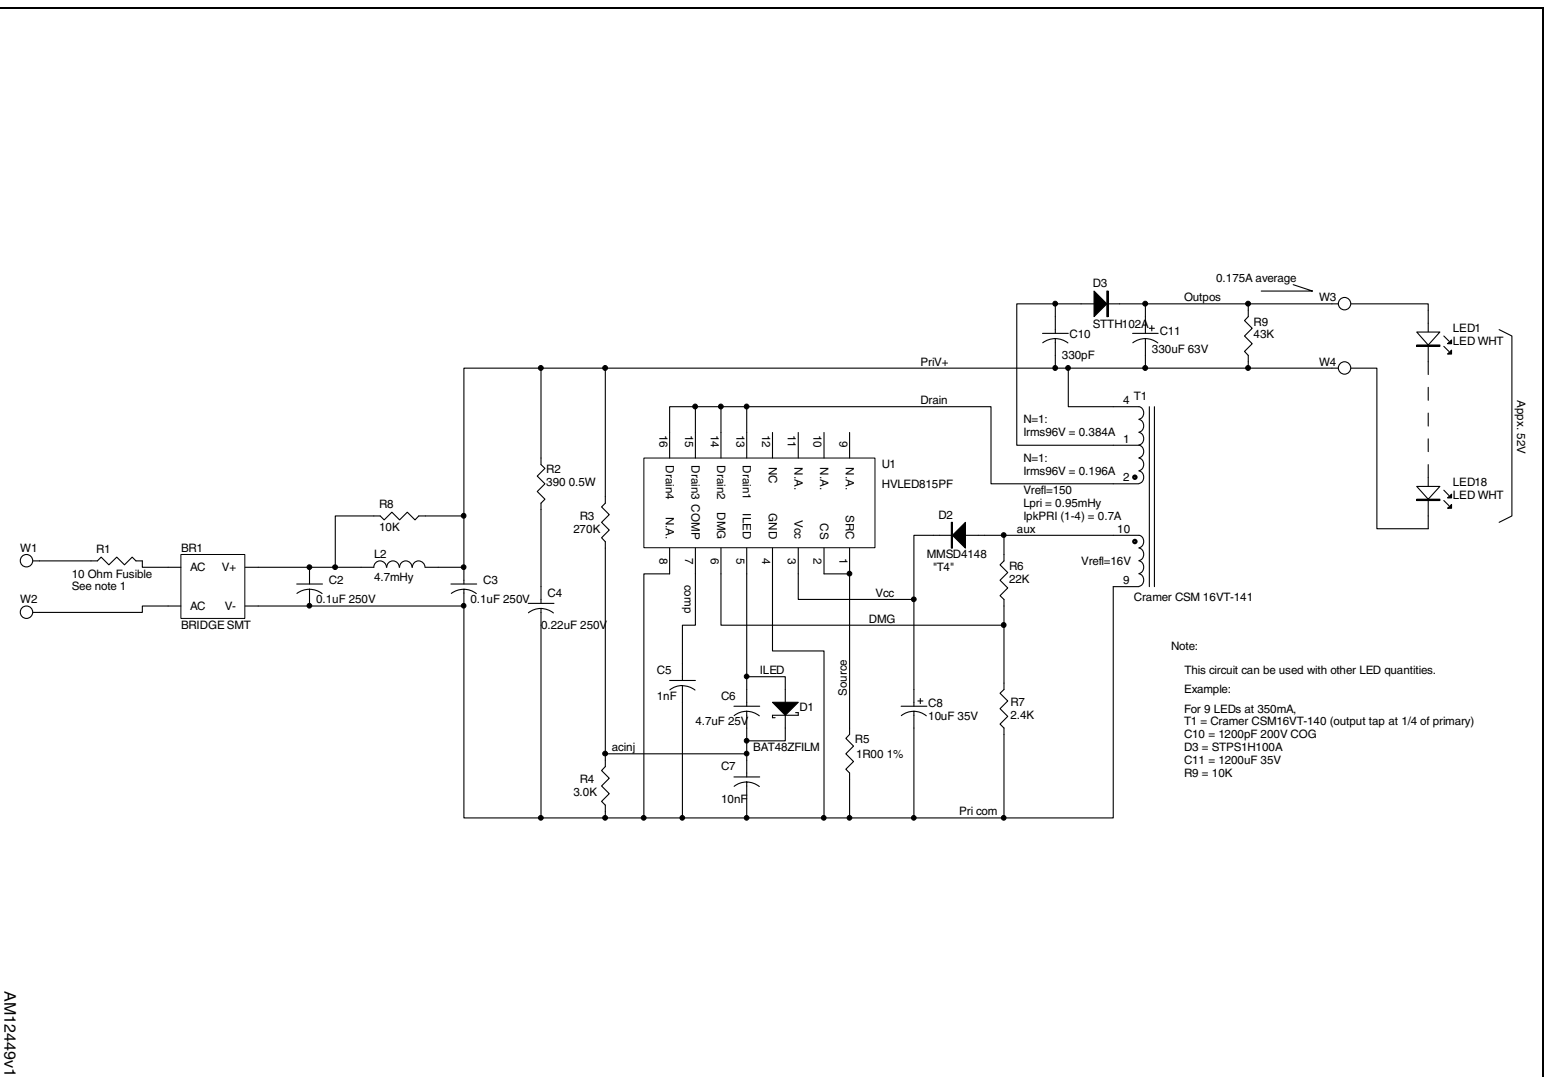 0.175A average
D3
Outpos
W3
STTH102A
C10
330pF
+
C11
330uF 63V
R9
43K
LED1
LED WHT
PriV+
W4
Appx. 52V
Drain
4
T1
N=1:
Irms96V = 0.384A
1
N=1:
Irms96V = 0.196A
2
Vrefl=150
Lpri = 0.95mHy
IpkPRI (1-4) = 0.7A
LED18
LED WHT
16
15
14
13
12
11
10
9
U1
HVLED815PF
Drain4
Drain3
Drain2
Drain1
NC
N.A.
N.A.
N.A.
N.A.
COMP
DMG
ILED
GND
Vcc
CS
SRC
8
7
6
5
4
3
2
1
R2
390 0.5W
R8
10K
R3
270K
D2
MMSD4148
"T4"
aux
10
Vrefl=16V
9
Cramer CSM 16VT-141
R6
22K
W1
R1
10 Ohm Fusible
See note 1
W2
BR1
AC
V+
AC
V-
BRIDGE SMT
L2
4.7mHy
C2
0.1uF 250V
C3
0.1uF 250V
C4
0.22uF 250V
comp
Vcc
DMG
C5
1nF
ILED
C6
4.7uF 25V
D1
BAT48ZFILM
Source
+
C8
10uF 35V
R7
2.4K
R5
1R00 1%
acinj
C7
10nF
R4
3.0K
Pri com
Note:
This circuit can be used with other LED quantities.
Example:
For 9 LEDs at 350mA,
T1 = Cramer CSM16VT-140 (output tap at 1/4 of primary)
C10 = 1200pF 200V COG
D3 = STPS1H100A
C11 = 1200uF 35V
R9 = 10K
AM12449v1